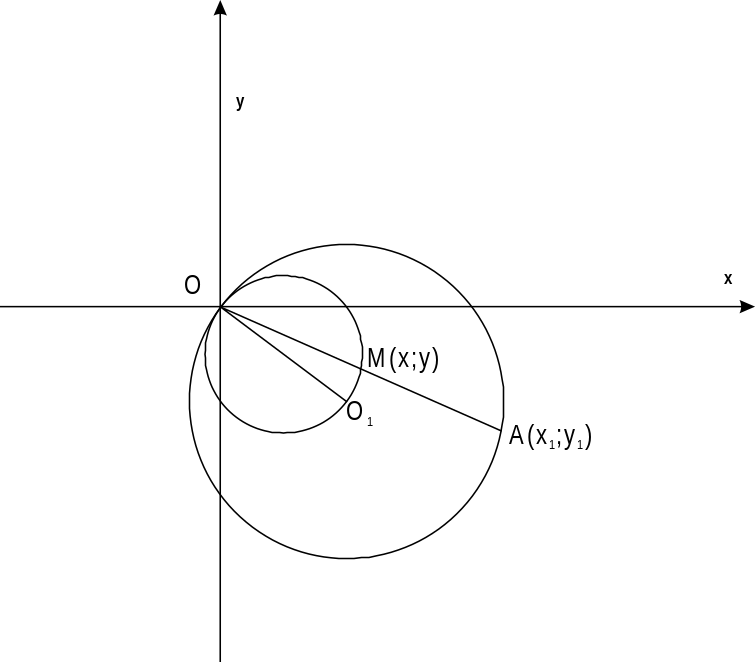 y
x
O
M(x;y)
O₁
A(x₁;y₁)